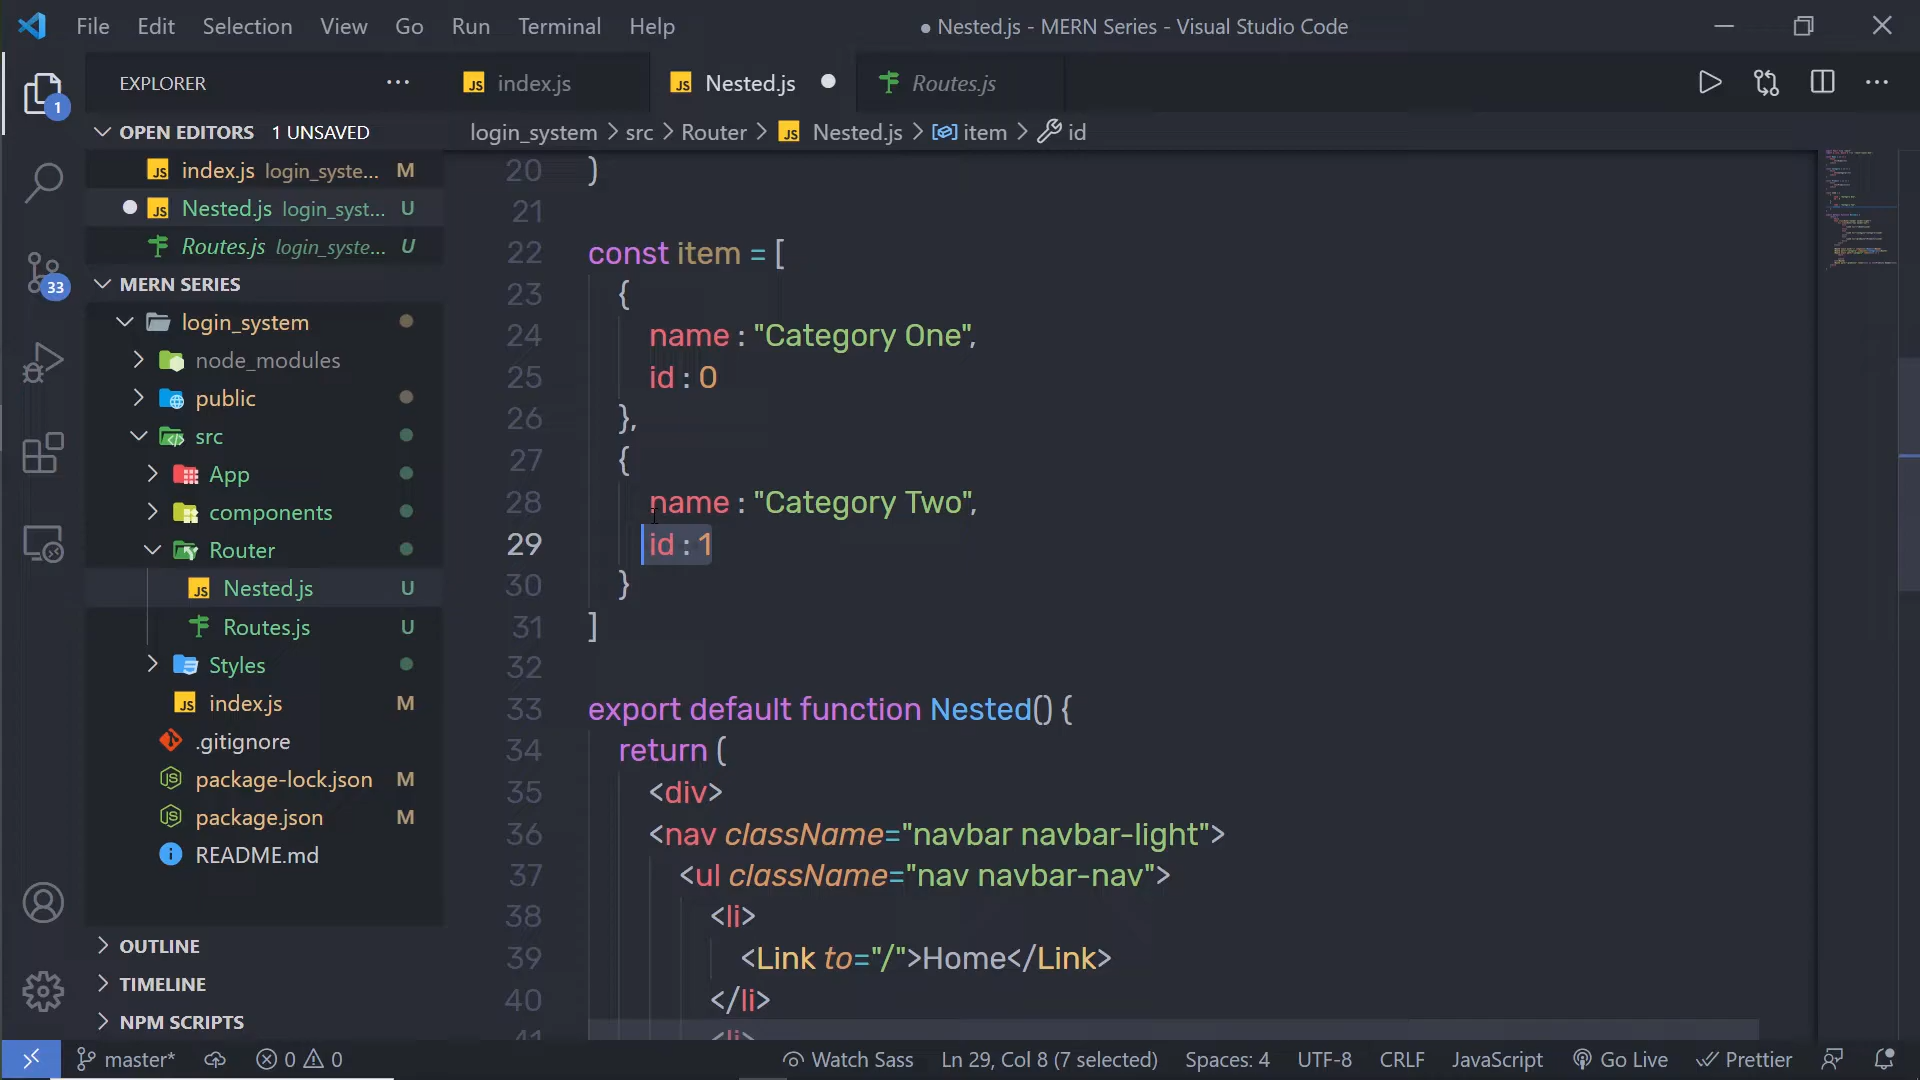 File Edit Selection View Go Run Terminal Help
● Nested.js - MERN Series - Visual Studio Code
1
EXPLORER
index.js
Nested.js
Routes.js
OPEN EDITORS 1 UNSAVED
login_system > src > Router > Nested.js > item > id
index.js login_syste... M
Nested.js login_syst... U
Routes.js login_syste... U
33
MERN SERIES
login_system
node_modules
public
src
App
components
Router
Nested.js U
Routes.js U
Styles
index.js M
.gitignore
package-lock.json M
package.json M
README.md
OUTLINE
TIMELINE
NPM SCRIPTS
20 )
21
22 const item = [
23 {
24 name : "Category One",
25 id : 0
26 },
27 {
28 name : "Category Two",
29 id : 1
30 }
31 ]
32
33 export default function Nested() {
34 return (
35 <div>
36 <nav className="navbar navbar-light">
37 <ul className="nav navbar-nav">
38 <li>
39 <Link to="/">Home</Link>
40 </li>
41 <li>
master* 0 0 Watch Sass Ln 29, Col 8 (7 selected) Spaces: 4 UTF-8 CRLF JavaScript Go Live Prettier